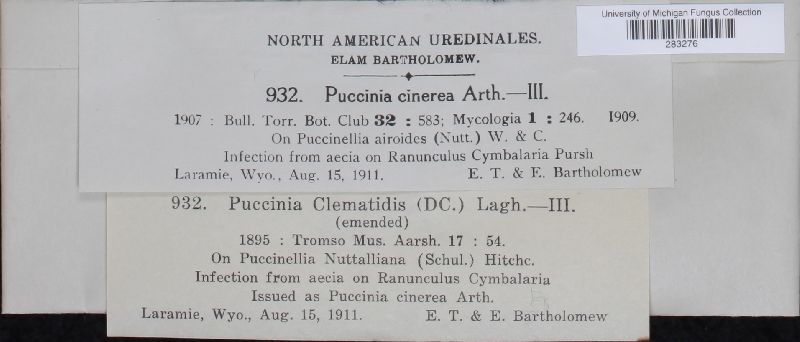 University of Michigan Fungus Collection
283276
NORTH AMERICAN UREDINALES.
ELAM BARTHOLOMEW.
932. Puccinia cinerea Arth.—III.
1907 : Bull. Torr. Bot. Club 32 : 583; Mycologia 1 : 246. 1909.
On Puccinellia airoides (Nutt.) W. & C.
Infection from aecia on Ranunculus Cymbalaria Pursh
Laramie, Wyo., Aug. 15, 1911. E. T. & E. Bartholomew
932. Puccinia Clematidis (DC.) Lagh.—III.
(emended)
1895 : Tromso Mus. Aarsh. 17 : 54.
On Puccinellia Nuttalliana (Schul.) Hitchc.
Infection from aecia on Ranunculus Cymbalaria
Issued as Puccinia cinerea Arth.
Laramie, Wyo., Aug. 15, 1911. E. T. & E. Bartholomew